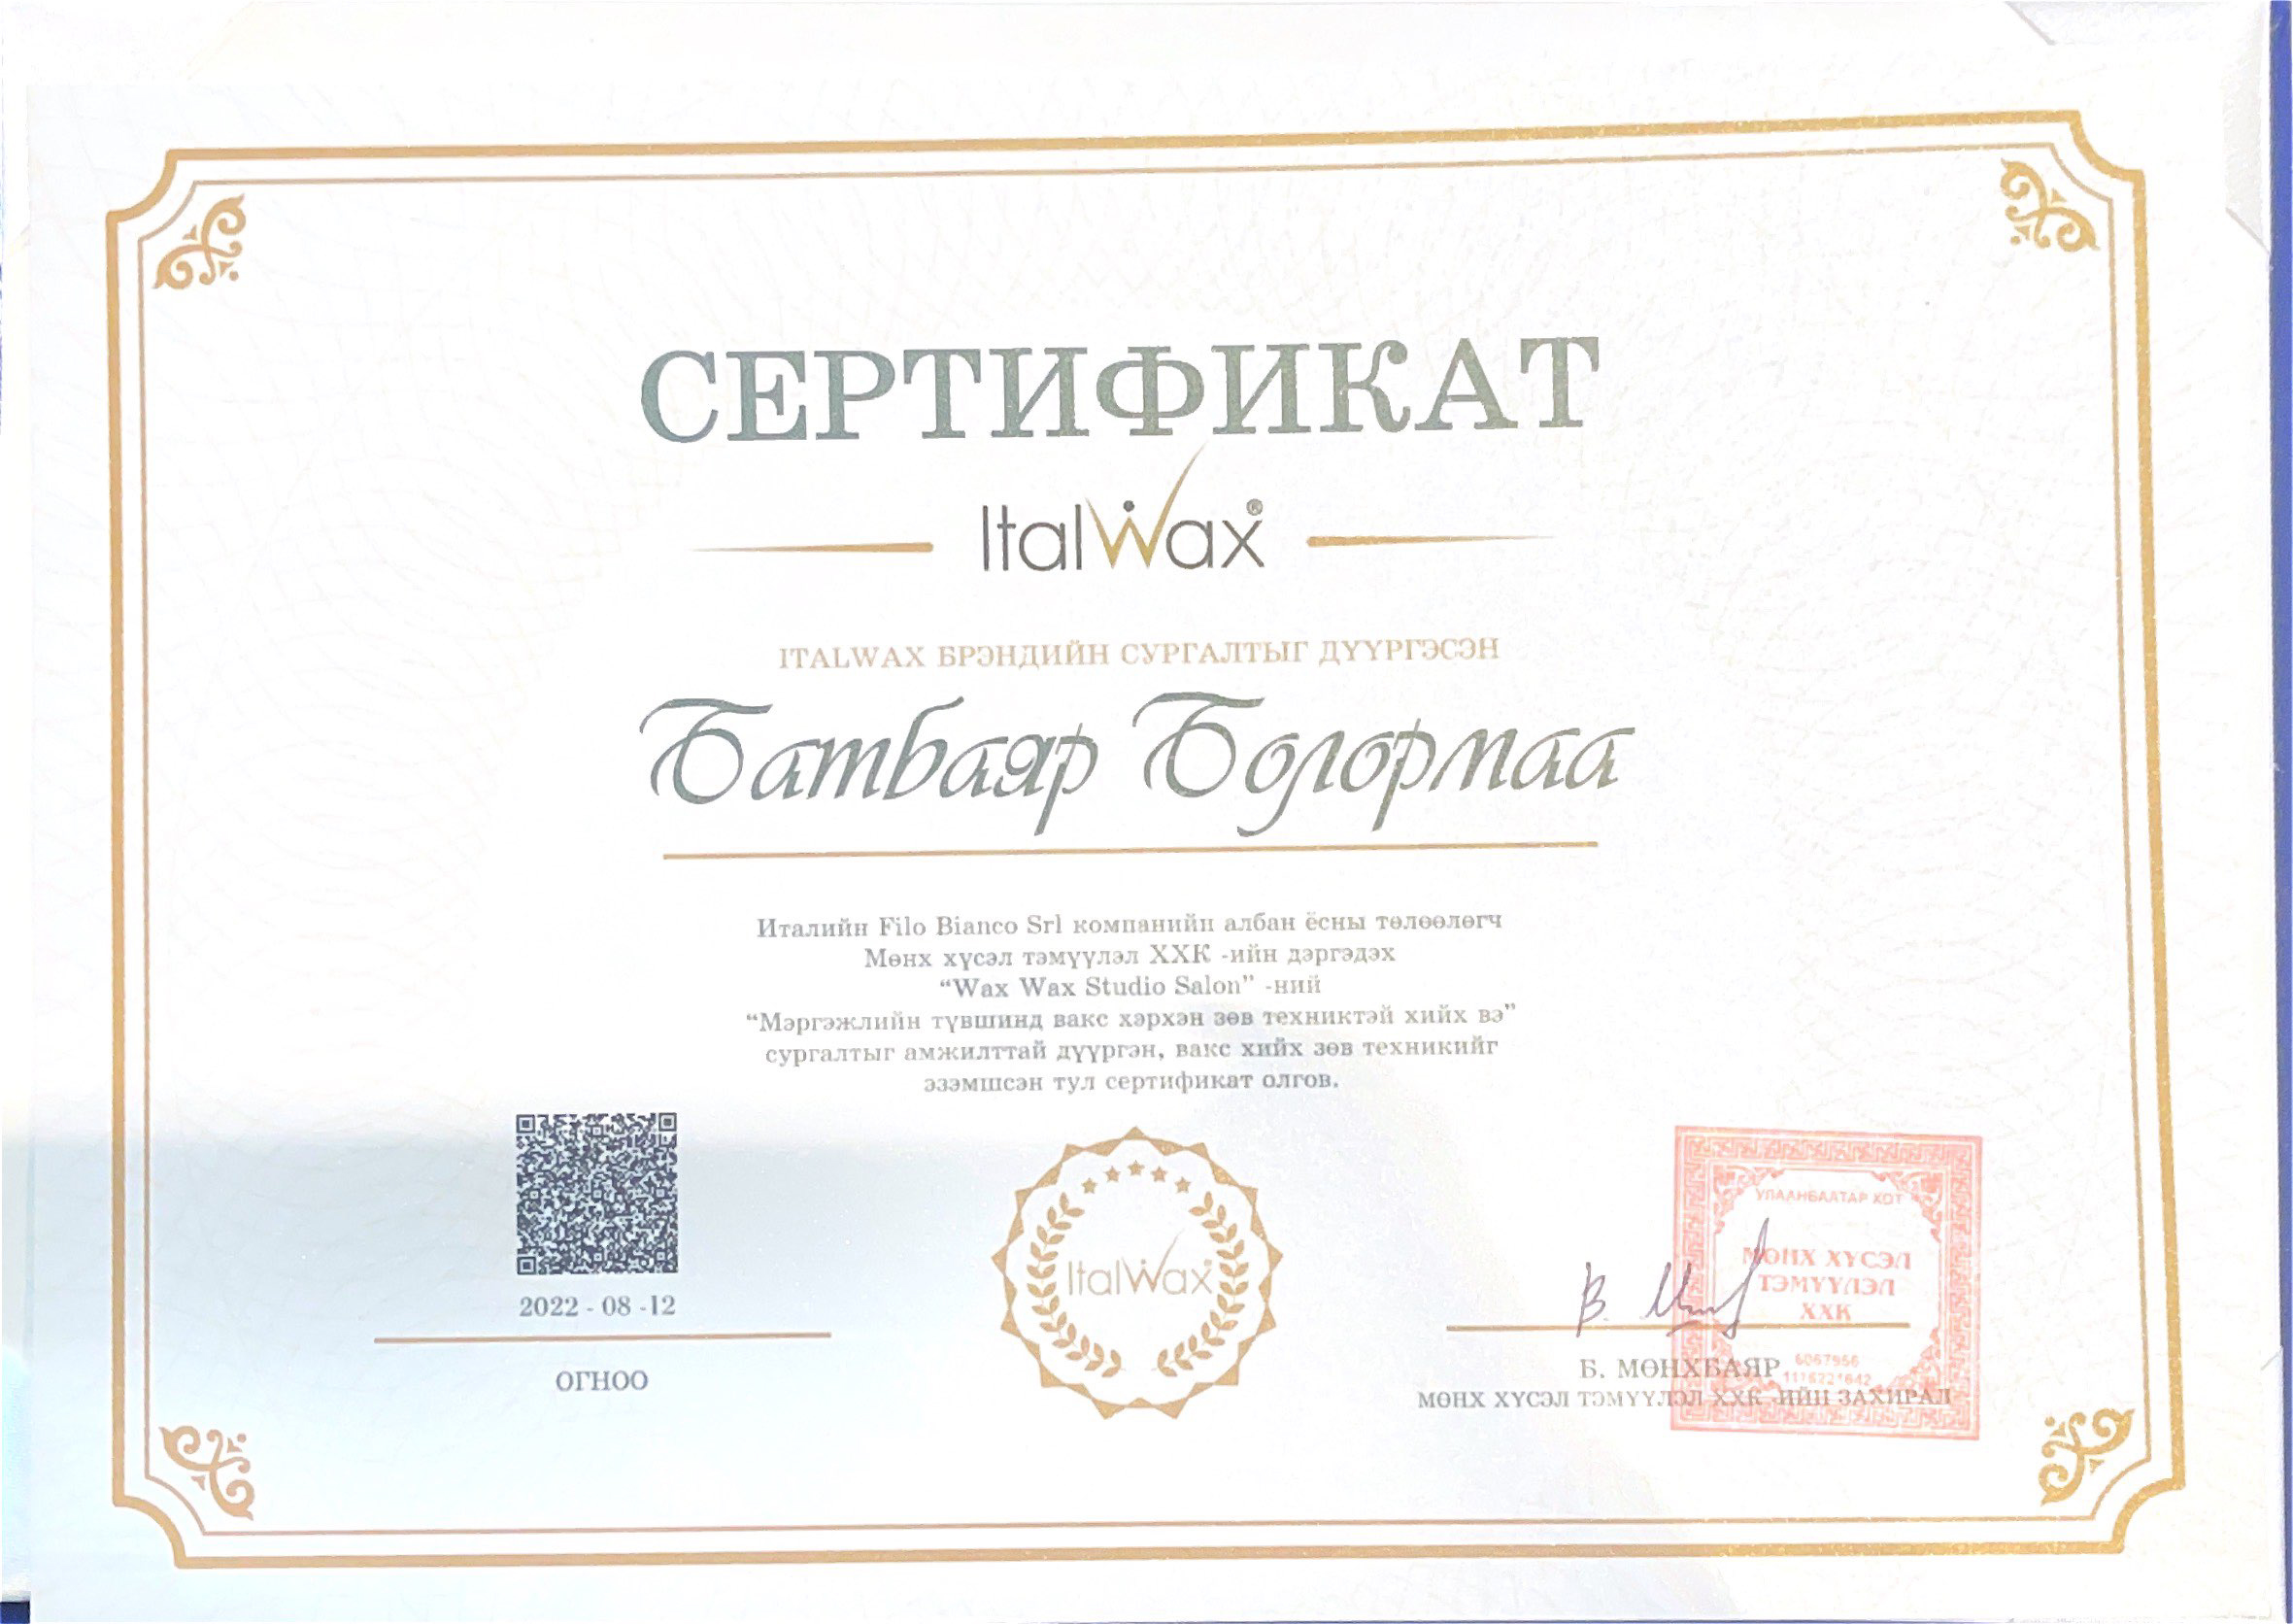 СЕРТИФИКАТ
ItalWax®
ITALWAX БРЭНДИЙН СУРГАЛТЫГ ДҮҮРГЭСЭН
Батбаяр Болормаа
Италийн Filo Bianco Srl компанийн албан ёсны төлөөлөгч
Мөнх хүсэл тэмүүлэл ХХК -ийн дэргэдэх
“Wax Wax Studio Salon” -ний
“Мэргэжлийн түвшинд вакс хэрхэн зөв техниктэй хийх вэ”
сургалтыг амжилттай дүүргэн, вакс хийх зөв техникийг
эзэмшсэн тул сертификат олгов.
2022 - 08 -12
ОГНОО
ItalWax
УЛААНБААТАР ХОТ
МӨНХ ХҮСЭЛ
ТЭМҮҮЛЭЛ
ХХК
6067956
Б. МӨНХБАЯР
МӨНХ ХҮСЭЛ ТЭМҮҮЛЭЛ ХХК -ИЙН ЗАХИРАЛ